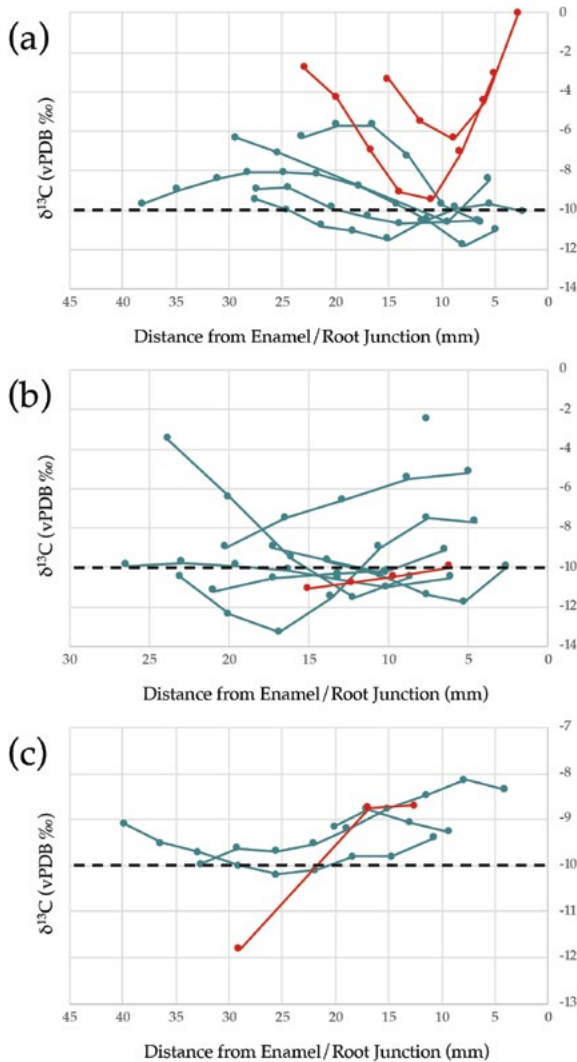 (a)
0
-2
-4
-6
-8
-10
-12
-14
δ¹³C (vPDB ‰)
45 40 35 30 25 20 15 10 5 0
Distance from Enamel/Root Junction (mm)
(b)
0
-2
-4
-6
-8
-10
-12
-14
δ¹³C (vPDB ‰)
30 25 20 15 10 5 0
Distance from Enamel/Root Junction (mm)
(c)
-7
-8
-9
-10
-11
-12
-13
δ¹³C (vPDB ‰)
45 40 35 30 25 20 15 10 5 0
Distance from Enamel/Root Junction (mm)